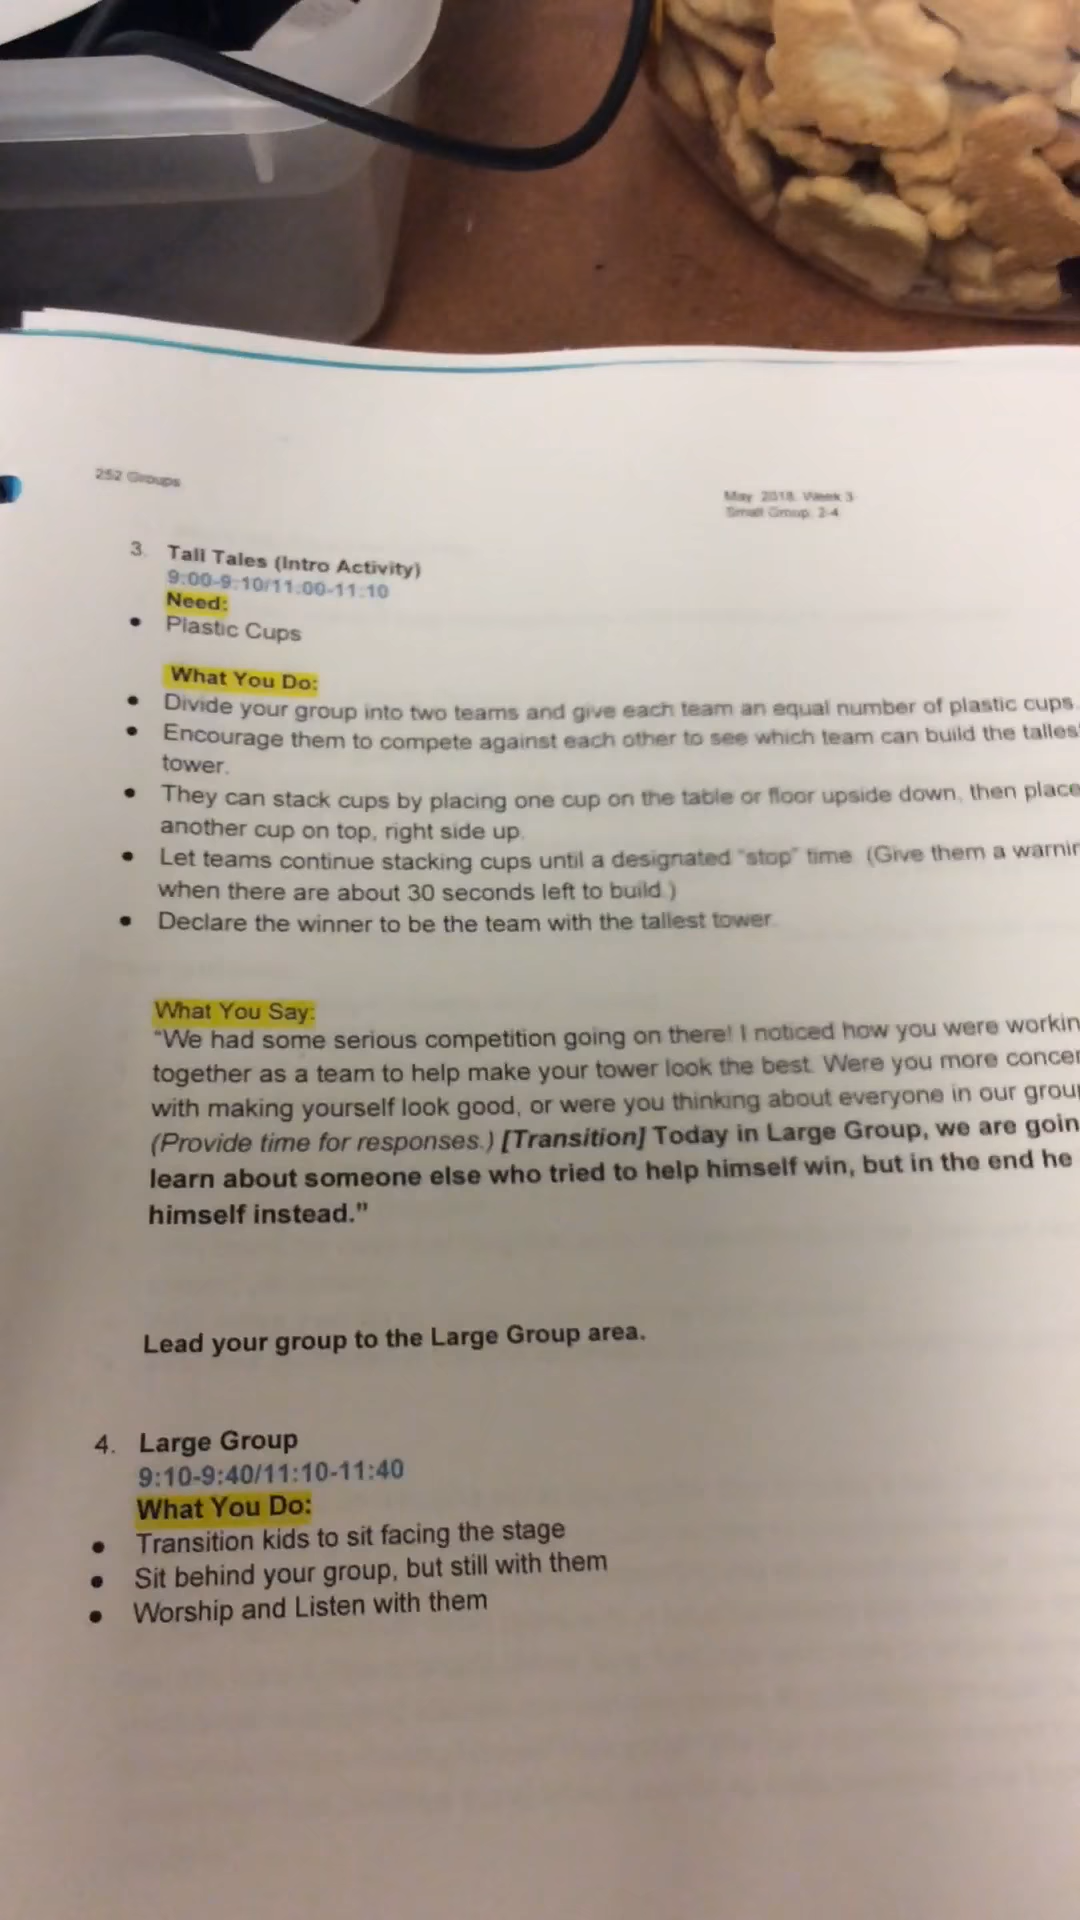 252 Groups
May 2018, Week 3
Small Group, 2-4
3. Tall Tales (Intro Activity)
9:00-9:10/11:00-11:10
Need:
• Plastic Cups
What You Do:
• Divide your group into two teams and give each team an equal number of plastic cups.
• Encourage them to compete against each other to see which team can build the talles
tower.
• They can stack cups by placing one cup on the table or floor upside down, then place
another cup on top, right side up.
• Let teams continue stacking cups until a designated "stop" time. (Give them a warnin
when there are about 30 seconds left to build.)
• Declare the winner to be the team with the tallest tower.
What You Say:
"We had some serious competition going on there! I noticed how you were workin
together as a team to help make your tower look the best. Were you more concer
with making yourself look good, or were you thinking about everyone in our grou
(Provide time for responses.) [Transition] Today in Large Group, we are goin
learn about someone else who tried to help himself win, but in the end he
himself instead."
Lead your group to the Large Group area.
4. Large Group
9:10-9:40/11:10-11:40
What You Do:
• Transition kids to sit facing the stage
• Sit behind your group, but still with them
• Worship and Listen with them